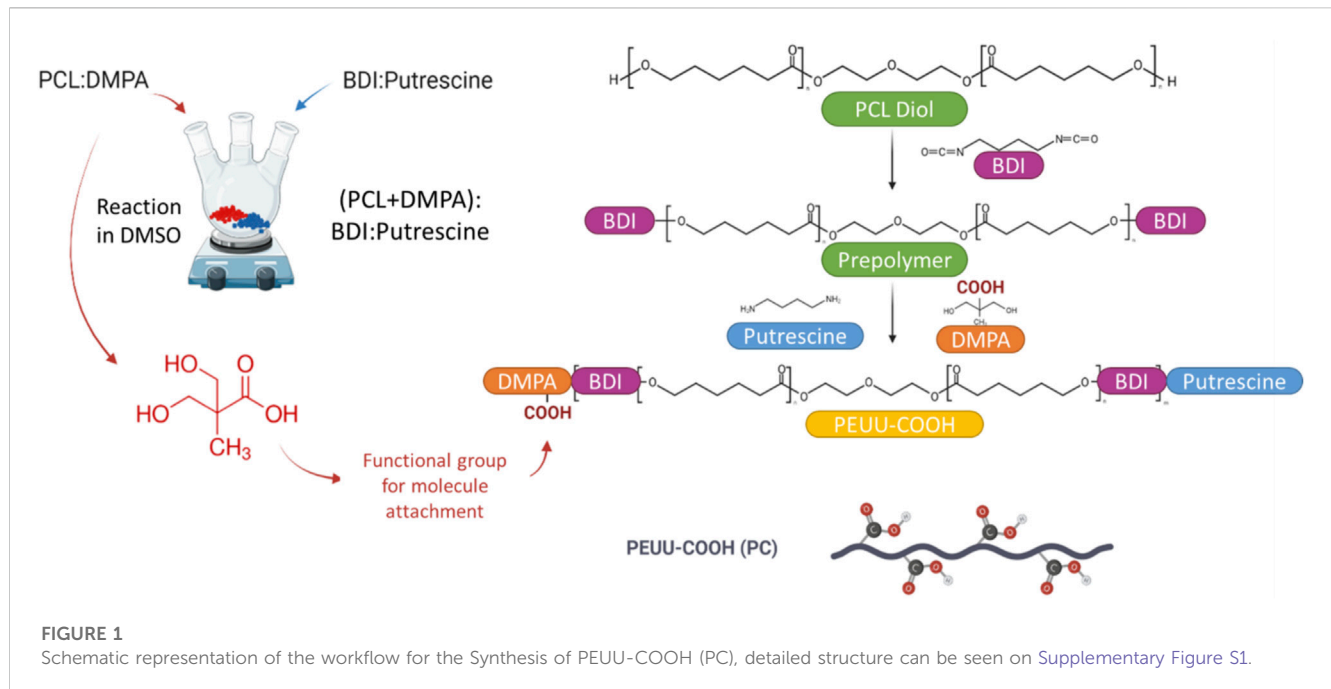 PCL:DMPA
BDI:Putrescine
Reaction
in DMSO
(PCL+DMPA):
BDI:Putrescine
HO
O
HO
OH
CH3
Functional group
for molecule
attachment
H
O
O
n
O
O
O
O
O
n
H
PCL Diol
O=C=N
N=C=O
BDI
BDI
O
O
n
O
O
O
O
O
n
BDI
Prepolymer
H2N
NH2
Putrescine
COOH
HO
OH
CH3
DMPA
DMPA
BDI
O
O
O
O
O
O
O
BDI
m
Putrescine
COOH
PEUU-COOH
PEUU-COOH (PC)
O
C
O
H
O
C
O
H
C
O
O
H
C
O
O
H
FIGURE 1
Schematic representation of the workflow for the Synthesis of PEUU-COOH (PC), detailed structure can be seen on Supplementary Figure S1.